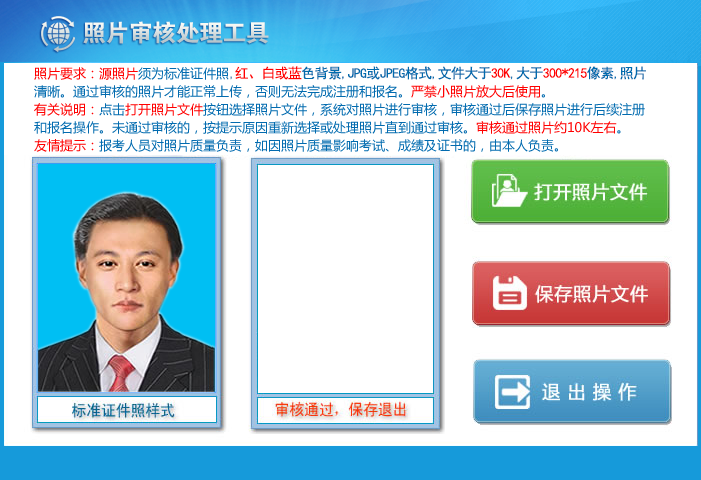 照片审核处理工具
照片要求：源照片须为标准证件照,红、白或蓝色背景,JPG或JPEG格式,文件大于30K,大于300*215像素,照片
清晰。通过审核的照片才能正常上传，否则无法完成注册和报名。严禁小照片放大后使用。
有关说明：点击打开照片文件按钮选择照片文件，系统对照片进行审核，审核通过后保存照片进行后续注册
和报名操作。未通过审核的，按提示原因重新选择或处理照片直到通过审核。审核通过照片约10K左右。
友情提示：报考人员对照片质量负责，如因照片质量影响考试、成绩及证书的，由本人负责。
打开照片文件
保存照片文件
退出操作
标准证件照样式
审核通过，保存退出